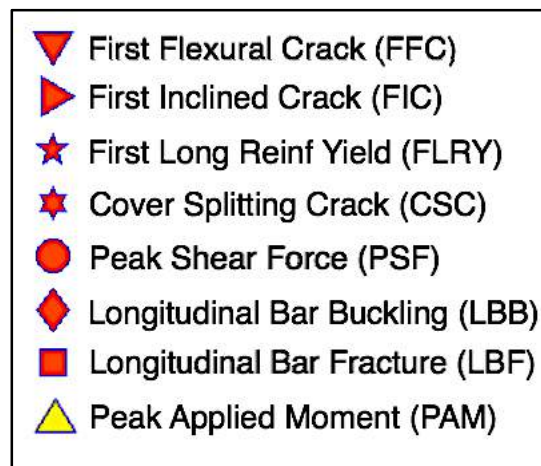 First Flexural Crack (FFC)
First Inclined Crack (FIC)
First Long Reinf Yield (FLRY)
Cover Splitting Crack (CSC)
Peak Shear Force (PSF)
Longitudinal Bar Buckling (LBB)
Longitudinal Bar Fracture (LBF)
Peak Applied Moment (PAM)